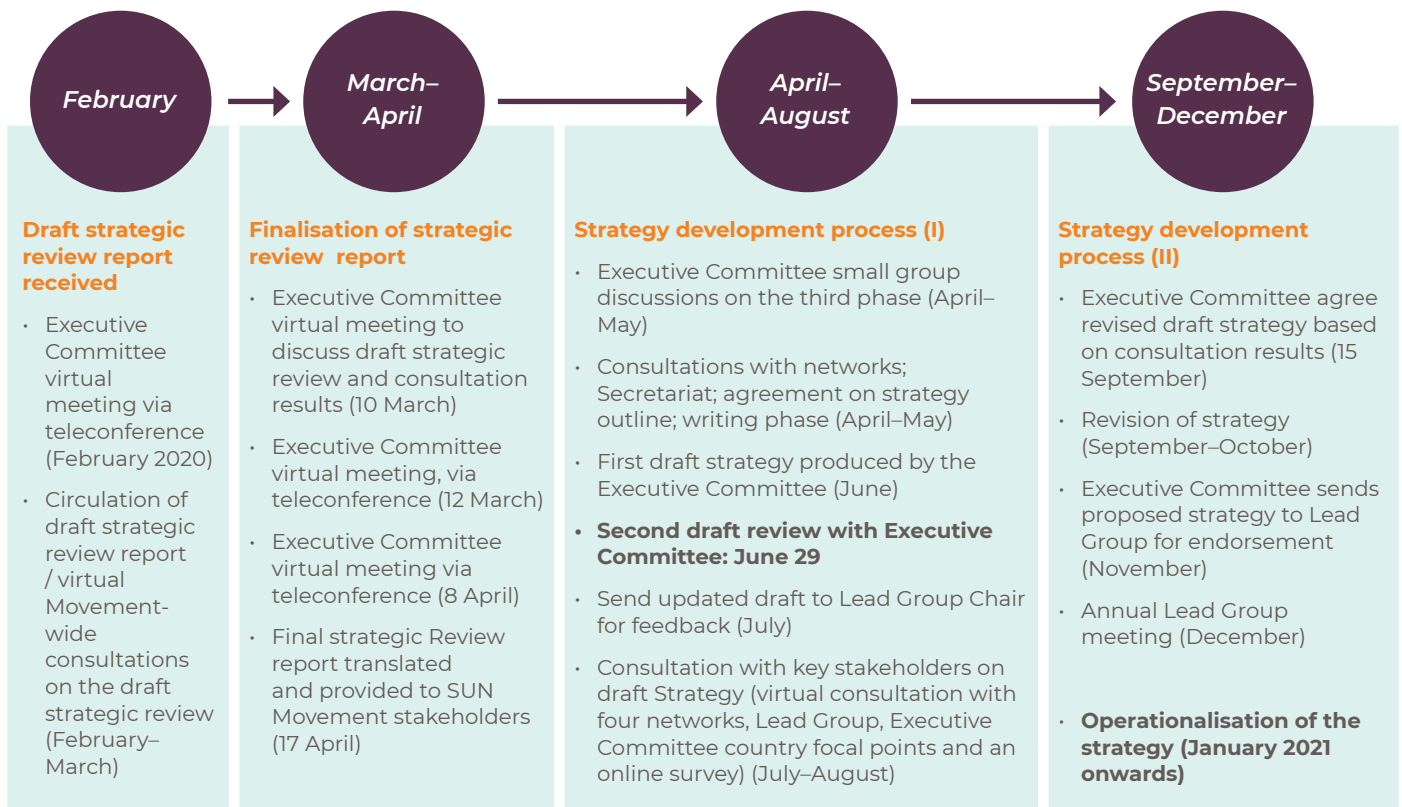 February
March–
April
April–
August
September–
December
Draft strategic
review report
received
• Executive
Committee
virtual
meeting via
teleconference
(February 2020)
• Circulation of
draft strategic
review report
/ virtual
Movement-
wide
consultations
on the draft
strategic review
(February–
March)
Finalisation of strategic
review report
• Executive Committee
virtual meeting to
discuss draft strategic
review and consultation
results (10 March)
• Executive Committee
virtual meeting, via
teleconference (12 March)
• Executive Committee
virtual meeting via
teleconference (8 April)
• Final strategic Review
report translated
and provided to SUN
Movement stakeholders
(17 April)
Strategy development process (I)
• Executive Committee small group
discussions on the third phase (April–
May)
• Consultations with networks;
Secretariat; agreement on strategy
outline; writing phase (April–May)
• First draft strategy produced by the
Executive Committee (June)
• Second draft review with Executive
Committee: June 29
• Send updated draft to Lead Group Chair
for feedback (July)
• Consultation with key stakeholders on
draft Strategy (virtual consultation with
four networks, Lead Group, Executive
Committee country focal points and an
online survey) (July–August)
Strategy development
process (II)
• Executive Committee agree
revised draft strategy based
on consultation results (15
September)
• Revision of strategy
(September–October)
• Executive Committee sends
proposed strategy to Lead
Group for endorsement
(November)
• Annual Lead Group
meeting (December)
• Operationalisation of the
strategy (January 2021
onwards)